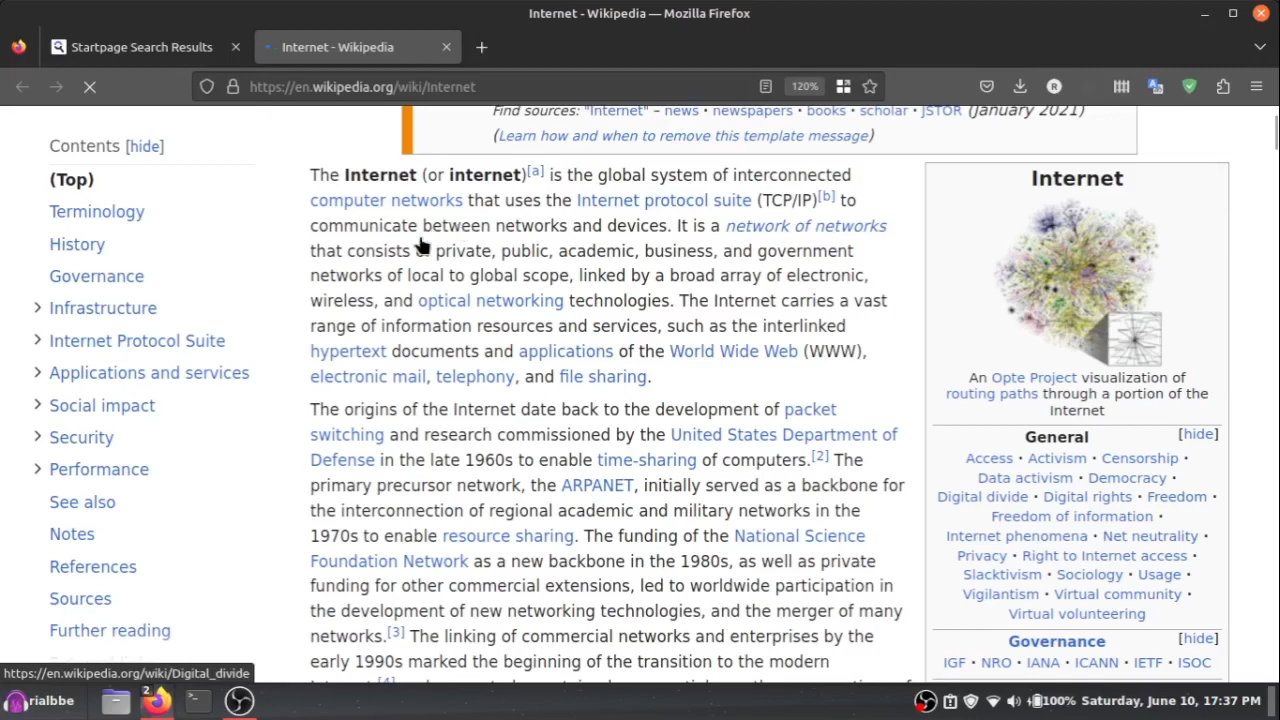 Internet - Wikipedia — Mozilla Firefox
Startpage Search Results
Internet - Wikipedia
https://en.wikipedia.org/wiki/Internet
120%
Find sources: "Internet" – news · newspapers · books · scholar · JSTOR (January 2021)
(Learn how and when to remove this template message)
Contents [hide]
(Top)
Terminology
History
Governance
Infrastructure
Internet Protocol Suite
Applications and services
Social impact
Security
Performance
See also
Notes
References
Sources
Further reading
The Internet (or internet)[a] is the global system of interconnected
computer networks that uses the Internet protocol suite (TCP/IP)[b] to
communicate between networks and devices. It is a network of networks
that consists private, public, academic, business, and government
networks of local to global scope, linked by a broad array of electronic,
wireless, and optical networking technologies. The Internet carries a vast
range of information resources and services, such as the interlinked
hypertext documents and applications of the World Wide Web (WWW),
electronic mail, telephony, and file sharing.
The origins of the Internet date back to the development of packet
switching and research commissioned by the United States Department of
Defense in the late 1960s to enable time-sharing of computers.[2] The
primary precursor network, the ARPANET, initially served as a backbone for
the interconnection of regional academic and military networks in the
1970s to enable resource sharing. The funding of the National Science
Foundation Network as a new backbone in the 1980s, as well as private
funding for other commercial extensions, led to worldwide participation in
the development of new networking technologies, and the merger of many
networks.[3] The linking of commercial networks and enterprises by the
early 1990s marked the beginning of the transition to the modern
Internet
An Opte Project visualization of
routing paths through a portion of the
Internet
General [hide]
Access · Activism · Censorship ·
Data activism · Democracy ·
Digital divide · Digital rights · Freedom ·
Freedom of information ·
Internet phenomena · Net neutrality ·
Privacy · Right to Internet access ·
Slacktivism · Sociology · Usage ·
Vigilantism · Virtual community ·
Virtual volunteering
Governance [hide]
IGF · NRO · IANA · ICANN · IETF · ISOC
https://en.wikipedia.org/wiki/Digital_divide
rialbbe
2
100% Saturday, June 10, 17:37 PM